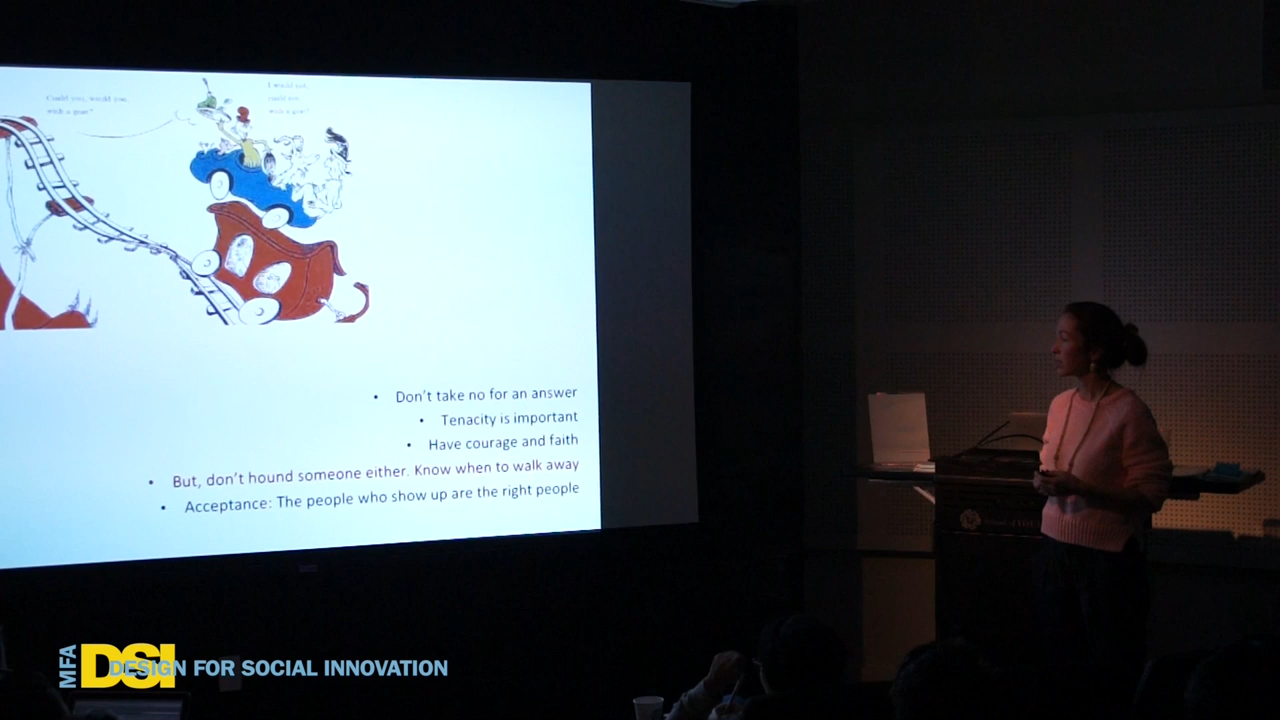 Could you, would you,
with a goat?
I would not,
could not,
with a goat!
• Don't take no for an answer
• Tenacity is important
• Have courage and faith
• But, don't hound someone either. Know when to walk away
• Acceptance: The people who show up are the right people
MFA DSI DESIGN FOR SOCIAL INNOVATION